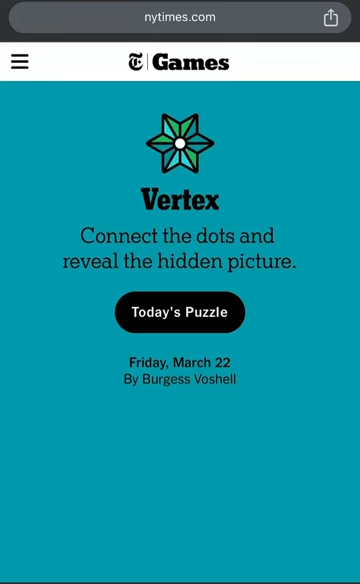 nytimes.com
T Games
Vertex
Connect the dots and
reveal the hidden picture.
Today's Puzzle
Friday, March 22
By Burgess Voshell